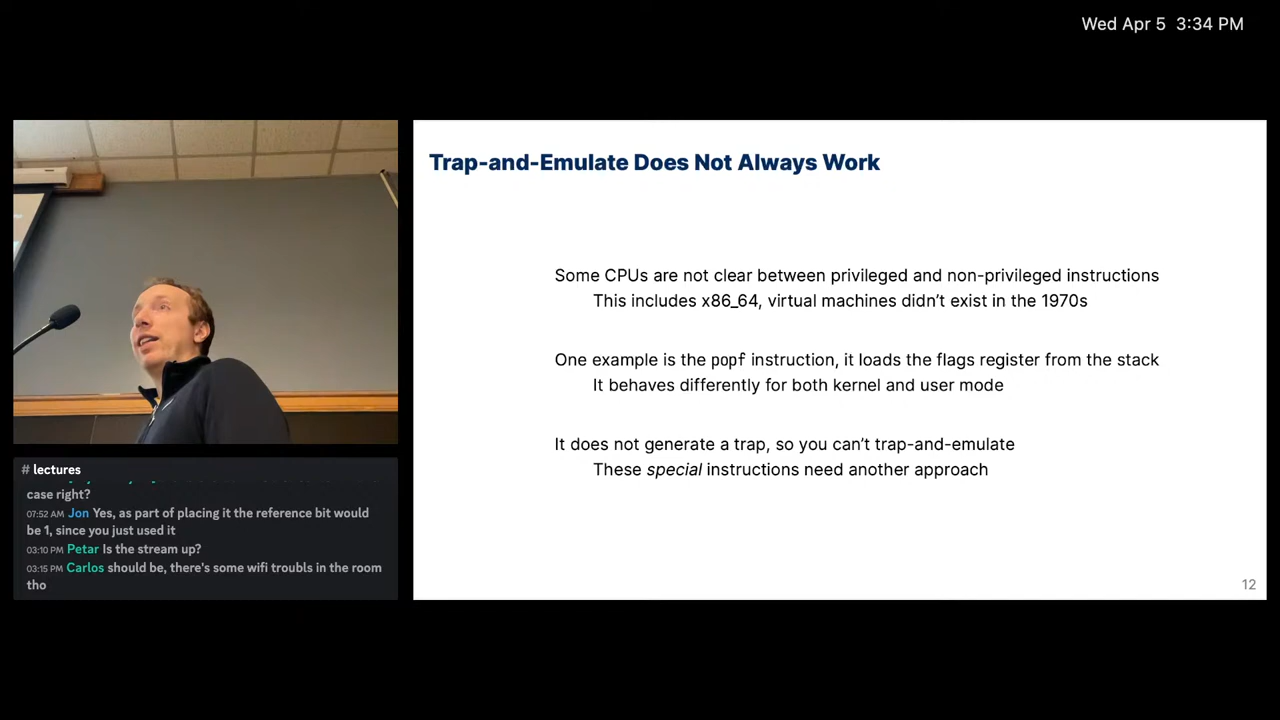 Wed Apr 5 3:34 PM
Trap-and-Emulate Does Not Always Work
Some CPUs are not clear between privileged and non-privileged instructions
This includes x86_64, virtual machines didn’t exist in the 1970s
One example is the popf instruction, it loads the flags register from the stack
It behaves differently for both kernel and user mode
It does not generate a trap, so you can’t trap-and-emulate
These special instructions need another approach
12
# lectures
case right?
07:52 AM Jon Yes, as part of placing it the reference bit would
be 1, since you just used it
03:10 PM Petar Is the stream up?
03:15 PM Carlos should be, there's some wifi troubls in the room
tho